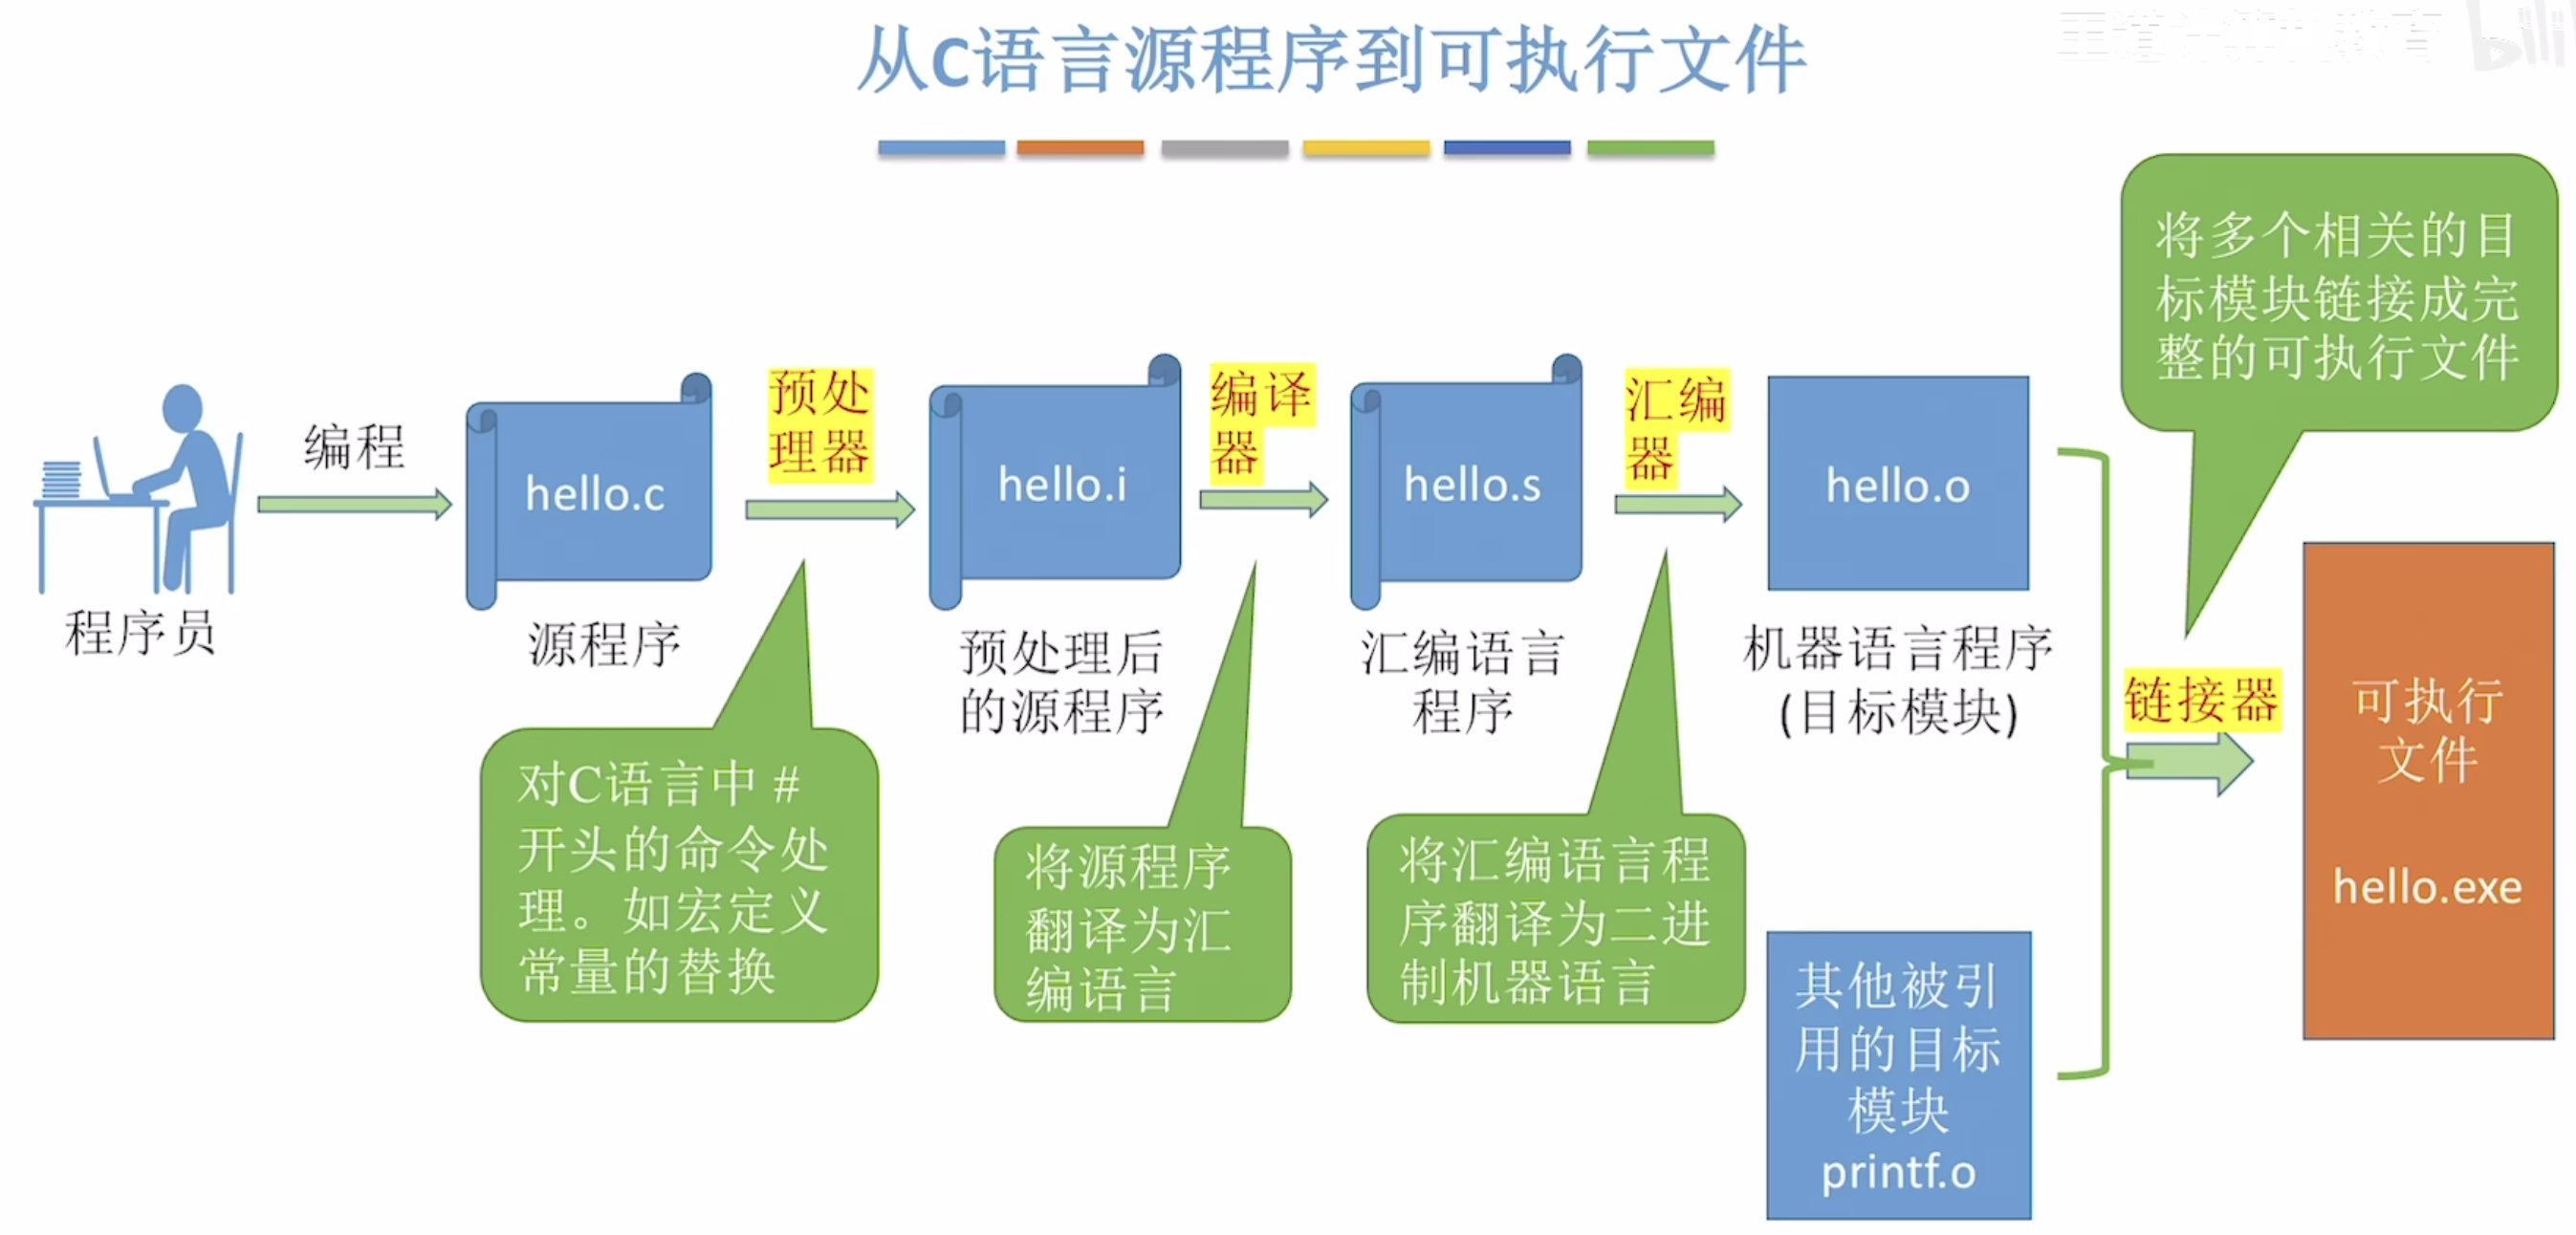 从C语言源程序到可执行文件
将多个相关的目
标模块链接成完
整的可执行文件
编程
预处
理器
编译
器
汇编
器
hello.c
hello.i
hello.s
hello.o
程序员
源程序
预处理后
的源程序
汇编语言
程序
机器语言程序
(目标模块)
链接器
可执行
文件
hello.exe
对C语言中 #
开头的命令处
理。如宏定义
常量的替换
将源程序
翻译为汇
编语言
将汇编语言程
序翻译为二进
制机器语言
其他被引
用的目标
模块
printf.o